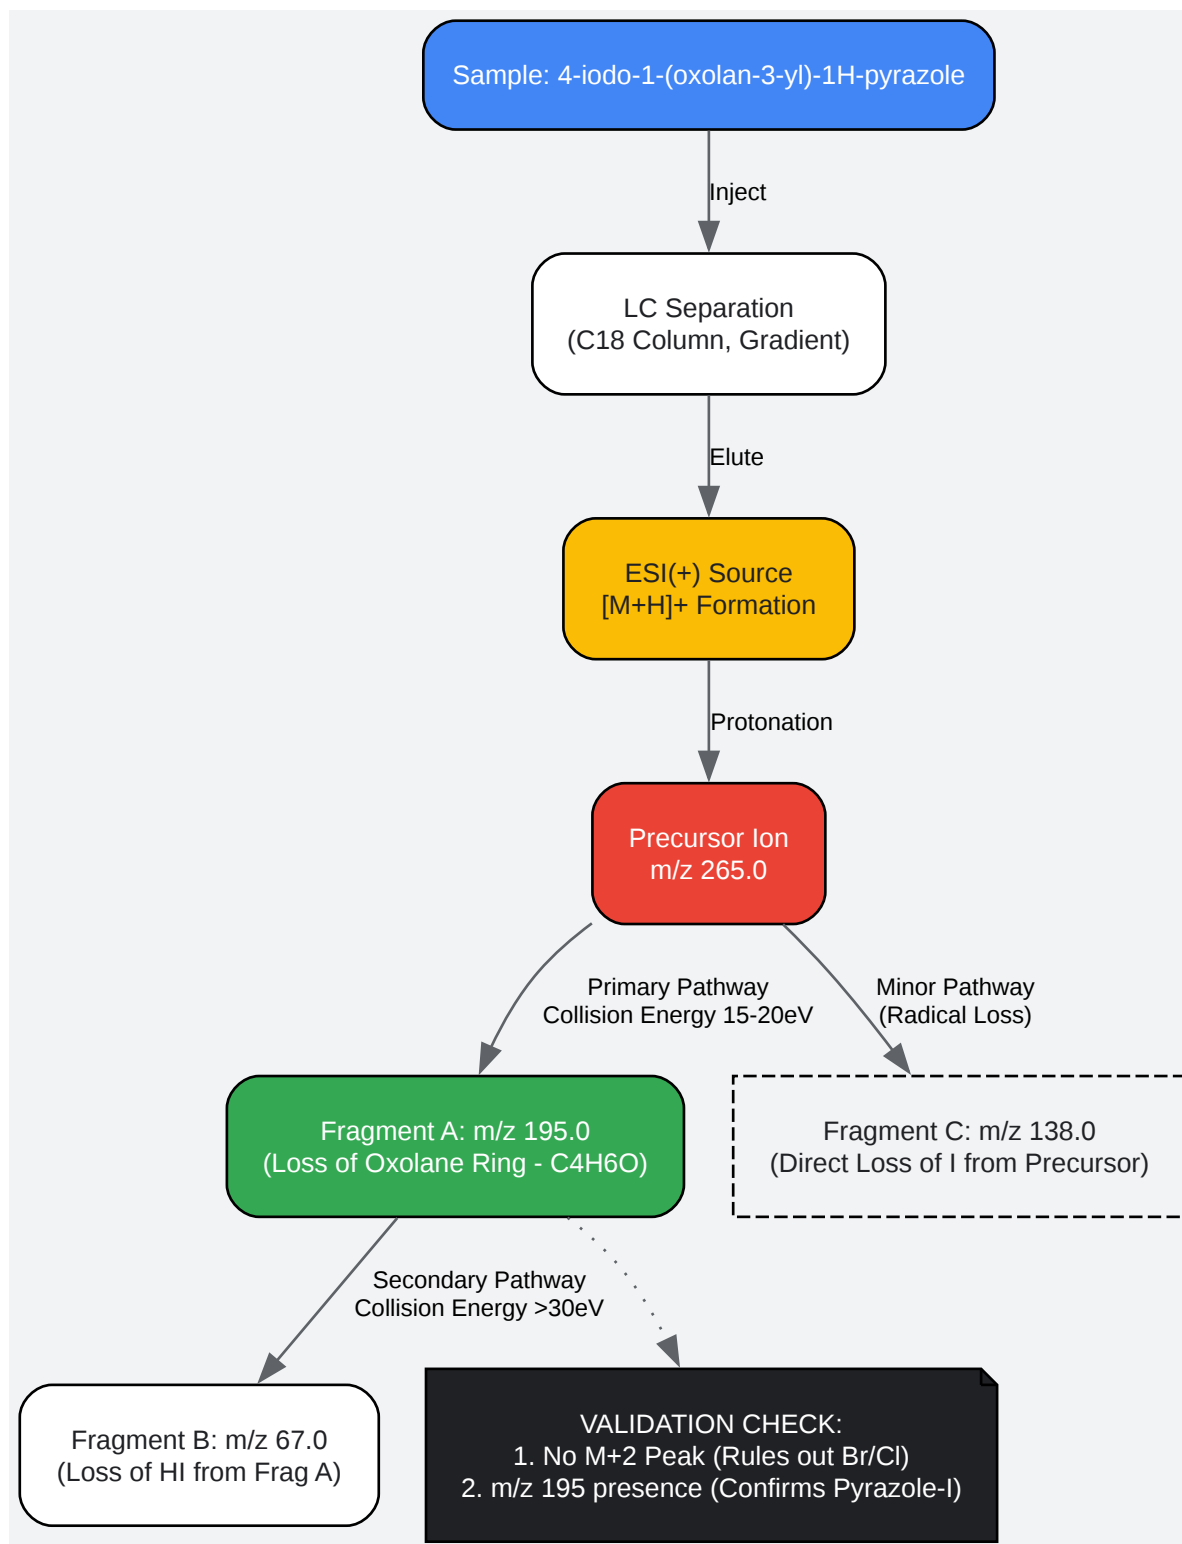 Sample: 4-iodo-1-(oxolan-3-yl)-1H-pyrazole
Inject
LC Separation
(C18 Column, Gradient)
Elute
ESI(+) Source
[M+H]+ Formation
Protonation
Precursor Ion
m/z 265.0
Primary Pathway
Collision Energy 15-20eV
Minor Pathway
(Radical Loss)
Fragment A: m/z 195.0
(Loss of Oxolane Ring - C4H6O)
Fragment C: m/z 138.0
(Direct Loss of I from Precursor)
Secondary Pathway
Collision Energy >30eV
Fragment B: m/z 67.0
(Loss of HI from Frag A)
VALIDATION CHECK:
1. No M+2 Peak (Rules out Br/Cl)
2. m/z 195 presence (Confirms Pyrazole-I)